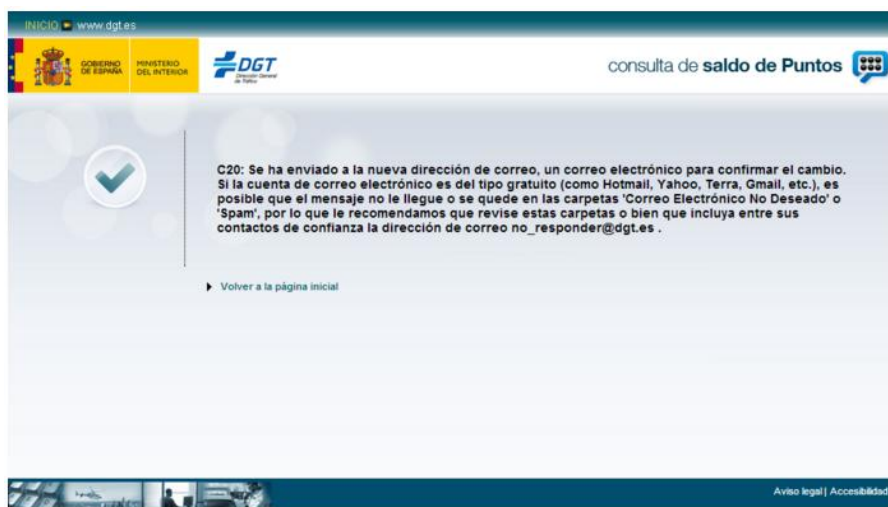 INICIO www.dgt.es
GOBIERNO
DE ESPAÑA
MINISTERIO
DEL INTERIOR
DGT
Dirección General
de Tráfico
consulta de saldo de Puntos
C20: Se ha enviado a la nueva dirección de correo, un correo electrónico para confirmar el cambio.
Si la cuenta de correo electrónico es del tipo gratuito (como Hotmail, Yahoo, Terra, Gmail, etc.), es
posible que el mensaje no le llegue o se quede en las carpetas 'Correo Electrónico No Deseado' o
'Spam', por lo que le recomendamos que revise estas carpetas o bien que incluya entre sus
contactos de confianza la dirección de correo no_responder@dgt.es .
Volver a la página inicial
Aviso legal | Accesibilidad